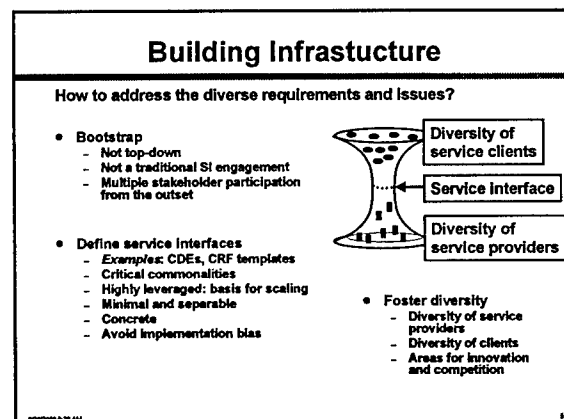 Building Infrastucture
How to address the diverse requirements and issues?
• Bootstrap
– Not top-down
– Not a traditional SI engagement
– Multiple stakeholder participation
from the outset
• Define service interfaces
– Examples: CDEs, CRF templates
– Critical commonalities
– Highly leveraged: basis for scaling
– Minimal and separable
– Concrete
– Avoid implementation bias
Diversity of
service clients
Service interface
Diversity of
service providers
• Foster diversity
– Diversity of service
providers
– Diversity of clients
– Areas for innovation
and competition